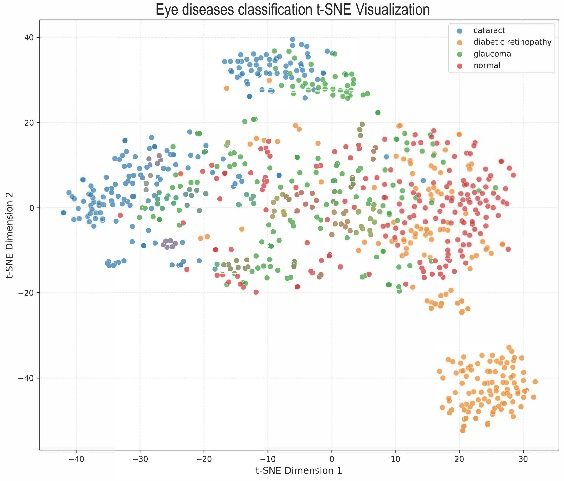 Eye diseases classification t-SNE Visualization
cataract
diabetic retinopathy
glaucoma
normal
40
20
0
−20
−40
t-SNE Dimension 2
−40 −30 −20 −10 0 10 20 30
t-SNE Dimension 1